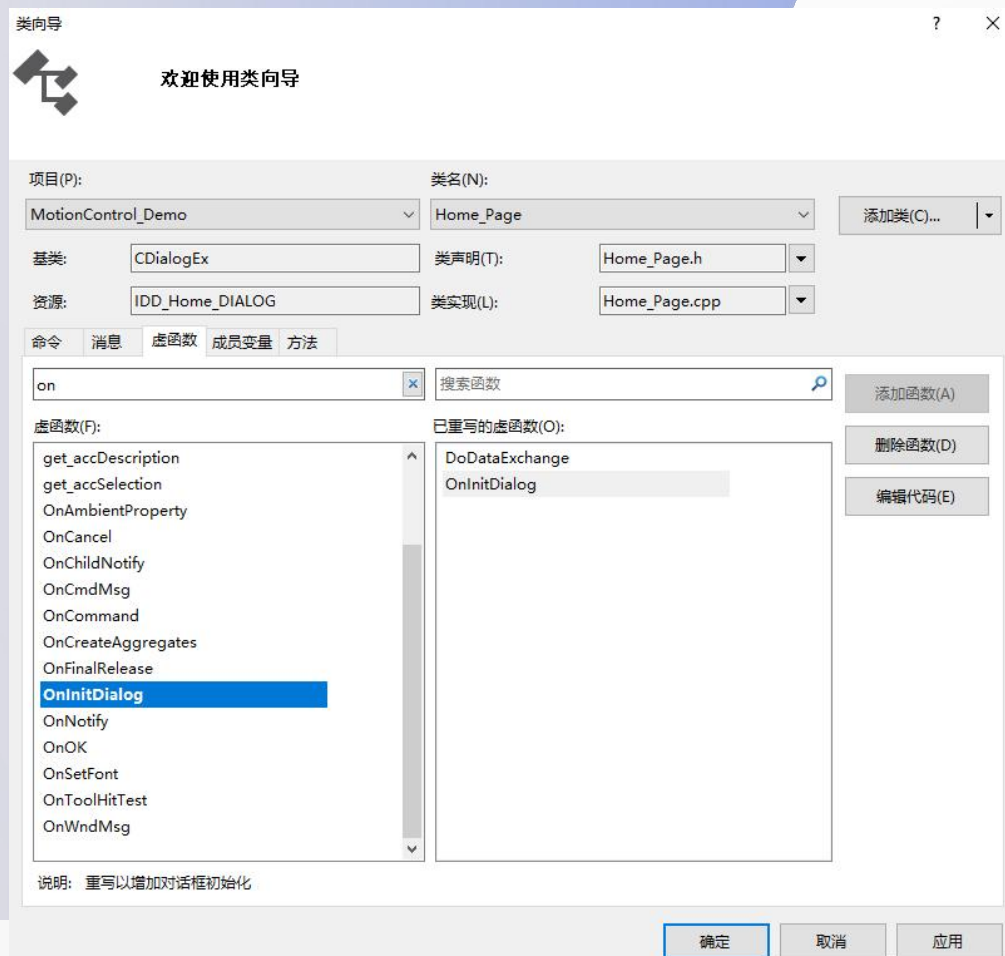 类向导
?
×
欢迎使用类向导
项目(P):
类名(N):
MotionControl_Demo
Home_Page
添加类(C)...
基类:
CDialogEx
类声明(T):
Home_Page.h
资源:
IDD_Home_DIALOG
类实现(L):
Home_Page.cpp
命令 消息 虚函数 成员变量 方法
on
搜索函数
添加函数(A)
虚函数(F):
已重写的虚函数(O):
删除函数(D)
编辑代码(E)
get_accDescription
get_accSelection
OnAmbientProperty
OnCancel
OnChildNotify
OnCmdMsg
OnCommand
OnCreateAggregates
OnFinalRelease
OnInitDialog
OnNotify
OnOK
OnSetFont
OnToolHitTest
OnWndMsg
DoDataExchange
OnInitDialog
说明: 重写以增加对话框初始化
确定
取消
应用